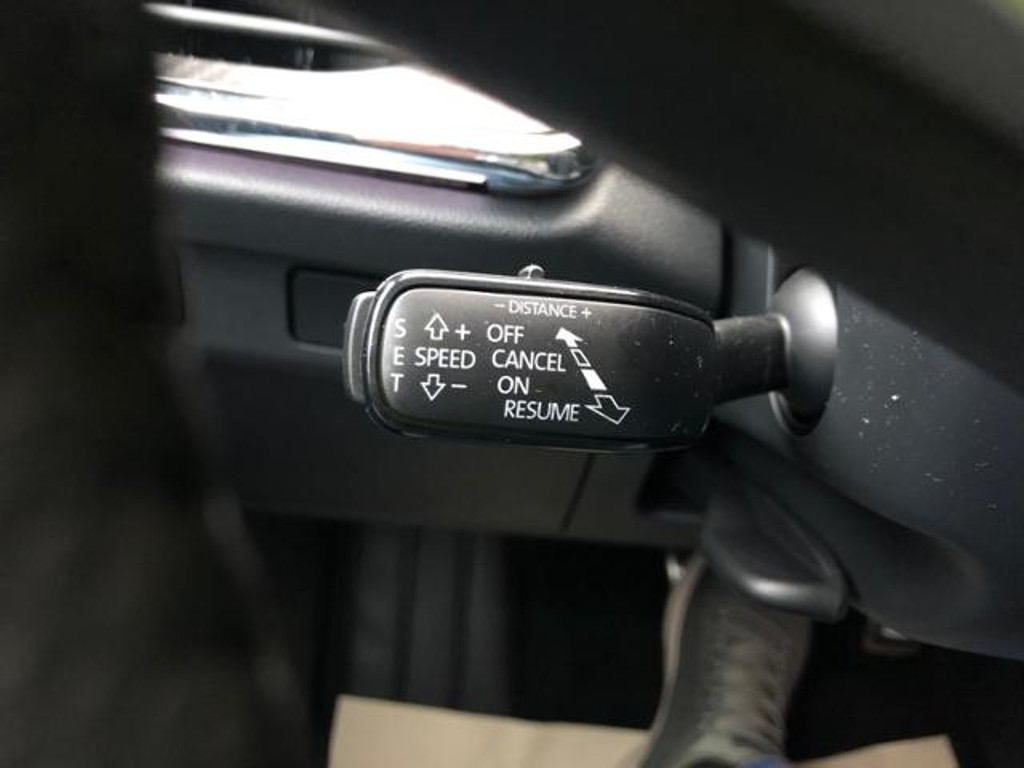 − DISTANCE +
S + OFF
E SPEED CANCEL
T − ON
RESUME